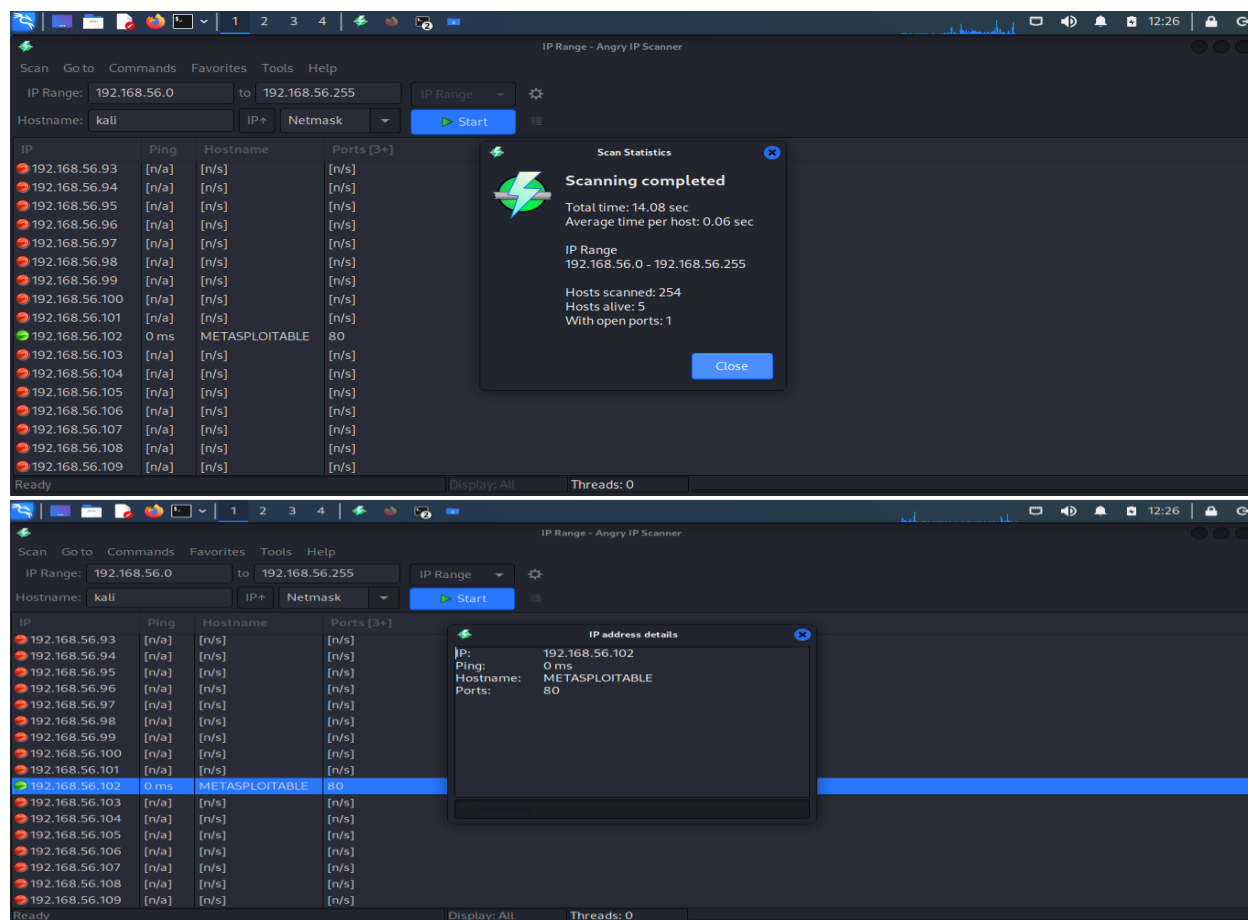 1 2 3 4 12:26
IP Range - Angry IP Scanner
Scan Go to Commands Favorites Tools Help
IP Range: 192.168.56.0 to 192.168.56.255 IP Range
Hostname: kali IP↑ Netmask Start
IP Ping Hostname Ports [3+]
192.168.56.93 [n/a] [n/s] [n/s]
192.168.56.94 [n/a] [n/s] [n/s]
192.168.56.95 [n/a] [n/s] [n/s]
192.168.56.96 [n/a] [n/s] [n/s]
192.168.56.97 [n/a] [n/s] [n/s]
192.168.56.98 [n/a] [n/s] [n/s]
192.168.56.99 [n/a] [n/s] [n/s]
192.168.56.100 [n/a] [n/s] [n/s]
192.168.56.101 [n/a] [n/s] [n/s]
192.168.56.102 0 ms METASPLOITABLE 80
192.168.56.103 [n/a] [n/s] [n/s]
192.168.56.104 [n/a] [n/s] [n/s]
192.168.56.105 [n/a] [n/s] [n/s]
192.168.56.106 [n/a] [n/s] [n/s]
192.168.56.107 [n/a] [n/s] [n/s]
192.168.56.108 [n/a] [n/s] [n/s]
192.168.56.109 [n/a] [n/s] [n/s]
Scan Statistics
Scanning completed
Total time: 14.08 sec
Average time per host: 0.06 sec
IP Range
192.168.56.0 - 192.168.56.255
Hosts scanned: 254
Hosts alive: 5
With open ports: 1
Close
Ready Display: All Threads: 0
1 2 3 4 12:26
IP Range - Angry IP Scanner
Scan Go to Commands Favorites Tools Help
IP Range: 192.168.56.0 to 192.168.56.255 IP Range
Hostname: kali IP↑ Netmask Start
IP Ping Hostname Ports [3+]
192.168.56.93 [n/a] [n/s] [n/s]
192.168.56.94 [n/a] [n/s] [n/s]
192.168.56.95 [n/a] [n/s] [n/s]
192.168.56.96 [n/a] [n/s] [n/s]
192.168.56.97 [n/a] [n/s] [n/s]
192.168.56.98 [n/a] [n/s] [n/s]
192.168.56.99 [n/a] [n/s] [n/s]
192.168.56.100 [n/a] [n/s] [n/s]
192.168.56.101 [n/a] [n/s] [n/s]
192.168.56.102 0 ms METASPLOITABLE 80
192.168.56.103 [n/a] [n/s] [n/s]
192.168.56.104 [n/a] [n/s] [n/s]
192.168.56.105 [n/a] [n/s] [n/s]
192.168.56.106 [n/a] [n/s] [n/s]
192.168.56.107 [n/a] [n/s] [n/s]
192.168.56.108 [n/a] [n/s] [n/s]
192.168.56.109 [n/a] [n/s] [n/s]
IP address details
IP: 192.168.56.102
Ping: 0 ms
Hostname: METASPLOITABLE
Ports: 80
Ready Display: All Threads: 0